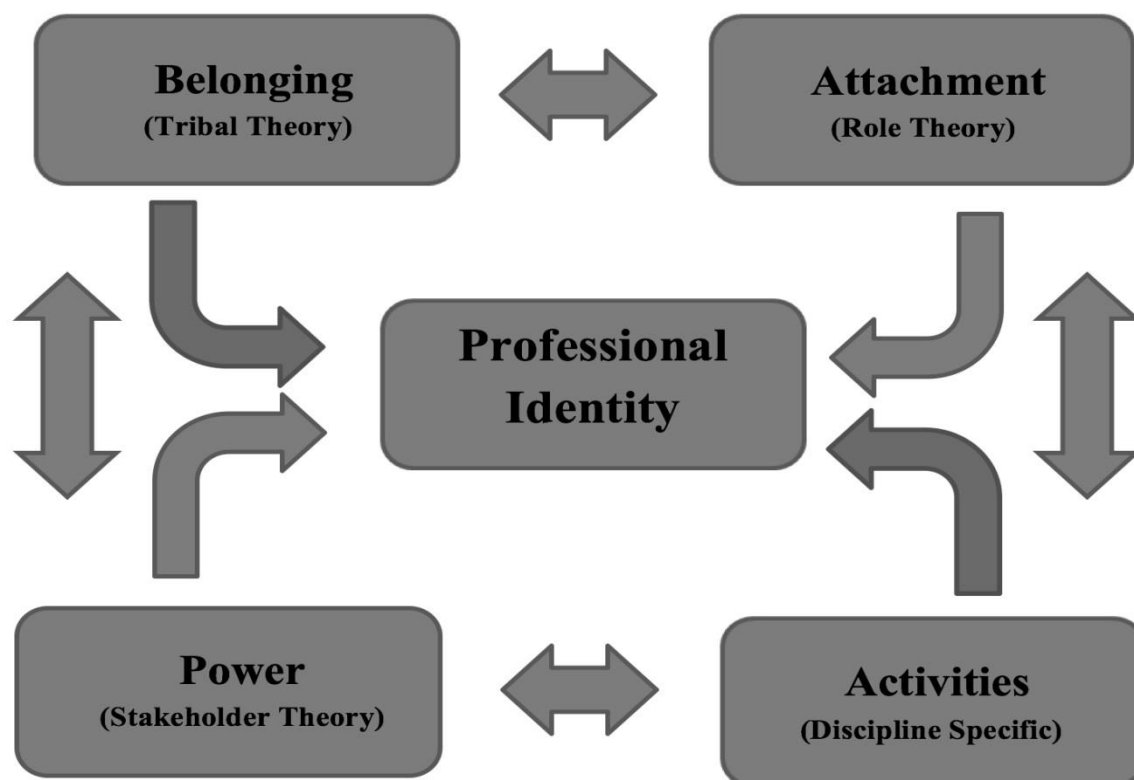 Belonging
(Tribal Theory)
Attachment
(Role Theory)
Professional
Identity
Power
(Stakeholder Theory)
Activities
(Discipline Specific)